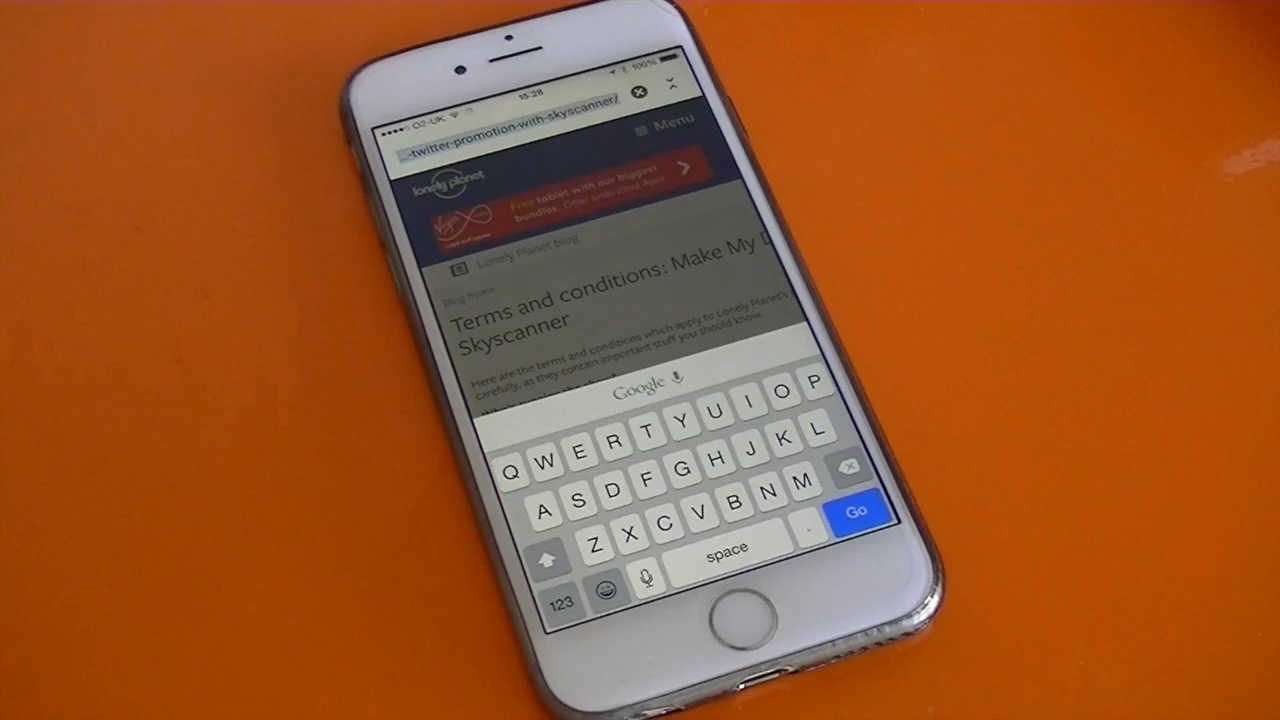 O2-UK 15:28 100%
...-twitter-promotion-with-skyscanner/
lonely planet Menu
Free tablet with our biggest
bundles. Offer ends 22nd April
Lonely Planet blog
Blog home
Terms and conditions: Make My D
Skyscanner
Here are the terms and conditions which apply to Lonely Planet's
carefully, as they contain important stuff you should know.
Google
Q W E R T Y U I O P
A S D F G H J K L
Z X C V B N M
123 space . Go